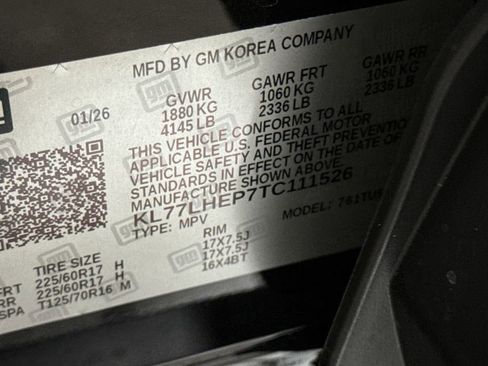 MFD BY GM KOREA COMPANY
01/26
GVWR GAWR FRT GAWR RR
1880 KG 1060 KG 1060 KG
4145 LB 2336 LB 2336 LB
THIS VEHICLE CONFORMS TO ALL
APPLICABLE U.S. FEDERAL MOTOR
VEHICLE SAFETY AND THEFT PREVENTION
STANDARDS IN EFFECT ON THE DATE OF
MANUFACTURE SHOWN ABOVE.
KL77LHEP7TC111526
TYPE: MPV MODEL:
TIRE SIZE RIM
FRT 225/60R17 H 17X7.5J
RR 225/60R17 H 17X7.5J
SPA T125/70R16 M 16X4BT